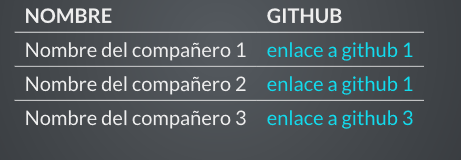 NOMBRE GITHUB
Nombre del compañero 1 enlace a github 1
Nombre del compañero 2 enlace a github 1
Nombre del compañero 3 enlace a github 3